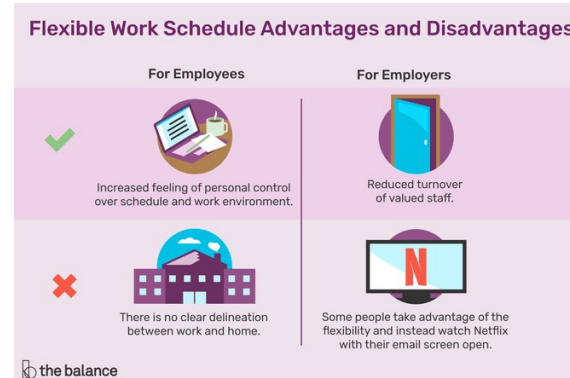 Flexible Work Schedule Advantages and Disadvantages
For Employees
For Employers
Increased feeling of personal control
over schedule and work environment.
Reduced turnover
of valued staff.
There is no clear delineation
between work and home.
N
Some people take advantage of the
flexibility and instead watch Netflix
with their email screen open.
the balance